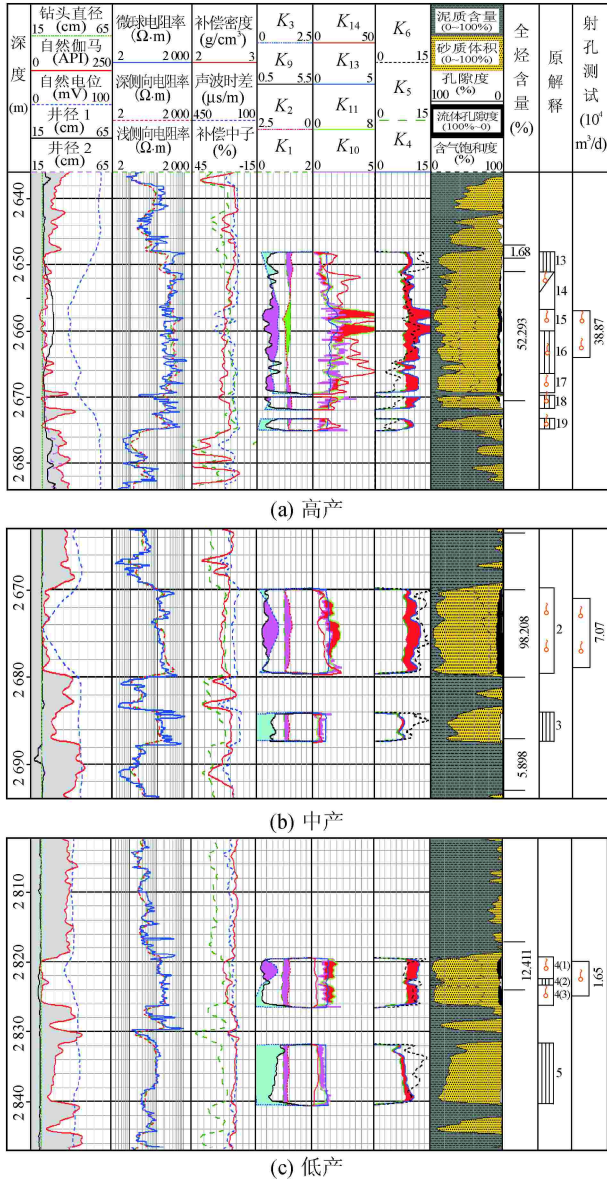 深度(m)
钻头直径
15 (cm) 65
自然伽马
0 (API) 250
自然电位
(mV) 100
井径 1
15 (cm) 65
井径 2
15 (cm) 65
微球电阻率
2 (Ω·m) 2 000
深侧向电阻率
2 (Ω·m) 2 000
浅侧向电阻率
2 (Ω·m) 2 000
补偿密度
2 (g/cm³) 3
声波时差
450 (μs/m) 100
补偿中子
45 (%) -15
K3
0 2.5
K9
0.5 5.5
K2
2.5 0
K1
K14
0 50
K13
0 5
K11
0 8
K10
2 0
K6
0 15
K5
0 15
K4
0 15
泥质含量
(0~100%)
砂质体积
(0~100%)
孔隙度
100 (%) 0
流体孔隙度
(100%~0)
含气饱和度
0 (%) 100
全烃含量(%)
原解释
射孔测试(10⁴ m³/d)
2 640
2 650
2 660
2 670
2 680
1.68
52.293
13
14
15
16
17
18
19
38.87
(a) 高产
2 670
2 680
2 690
98.208
5.898
2
3
7.07
(b) 中产
2 810
2 820
2 830
2 840
12.411
4(1)
4(2)
4(3)
5
1.65
(c) 低产